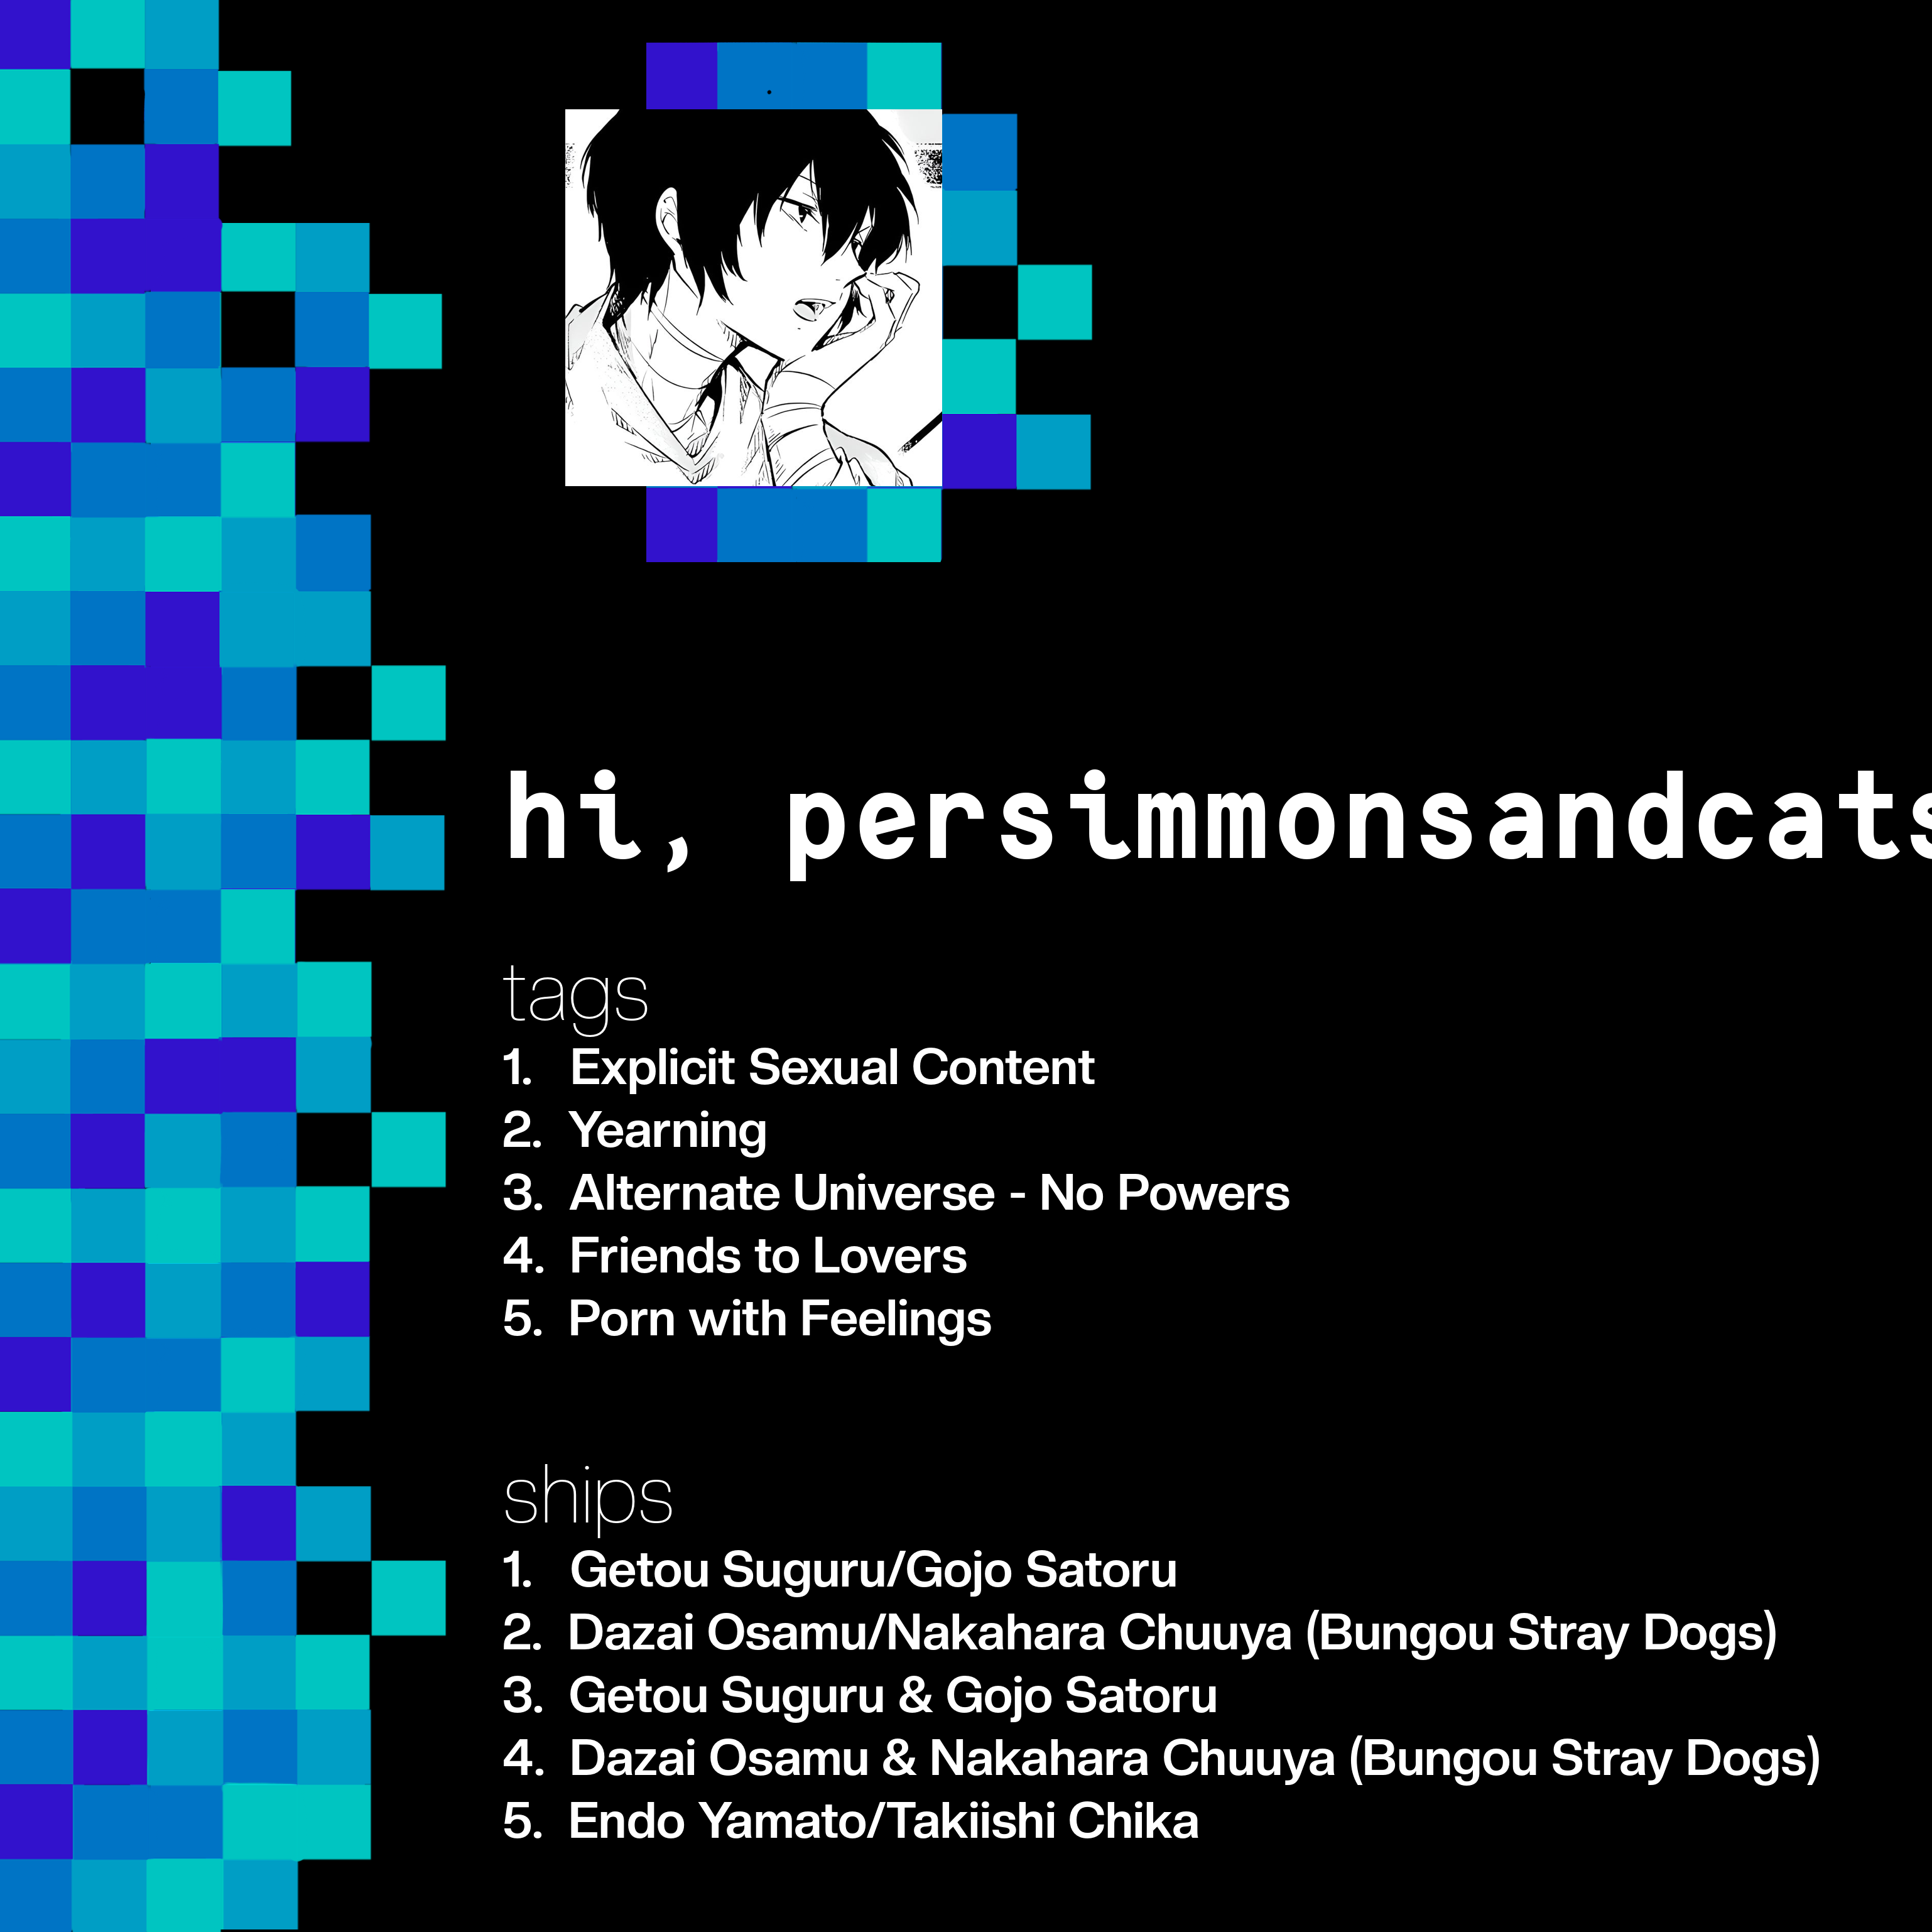 hi, persimmonsandcats
tags
1. Explicit Sexual Content
2. Yearning
3. Alternate Universe - No Powers
4. Friends to Lovers
5. Porn with Feelings
ships
1. Getou Suguru/Gojo Satoru
2. Dazai Osamu/Nakahara Chuuya (Bungou Stray Dogs)
3. Getou Suguru & Gojo Satoru
4. Dazai Osamu & Nakahara Chuuya (Bungou Stray Dogs)
5. Endo Yamato/Takiishi Chika